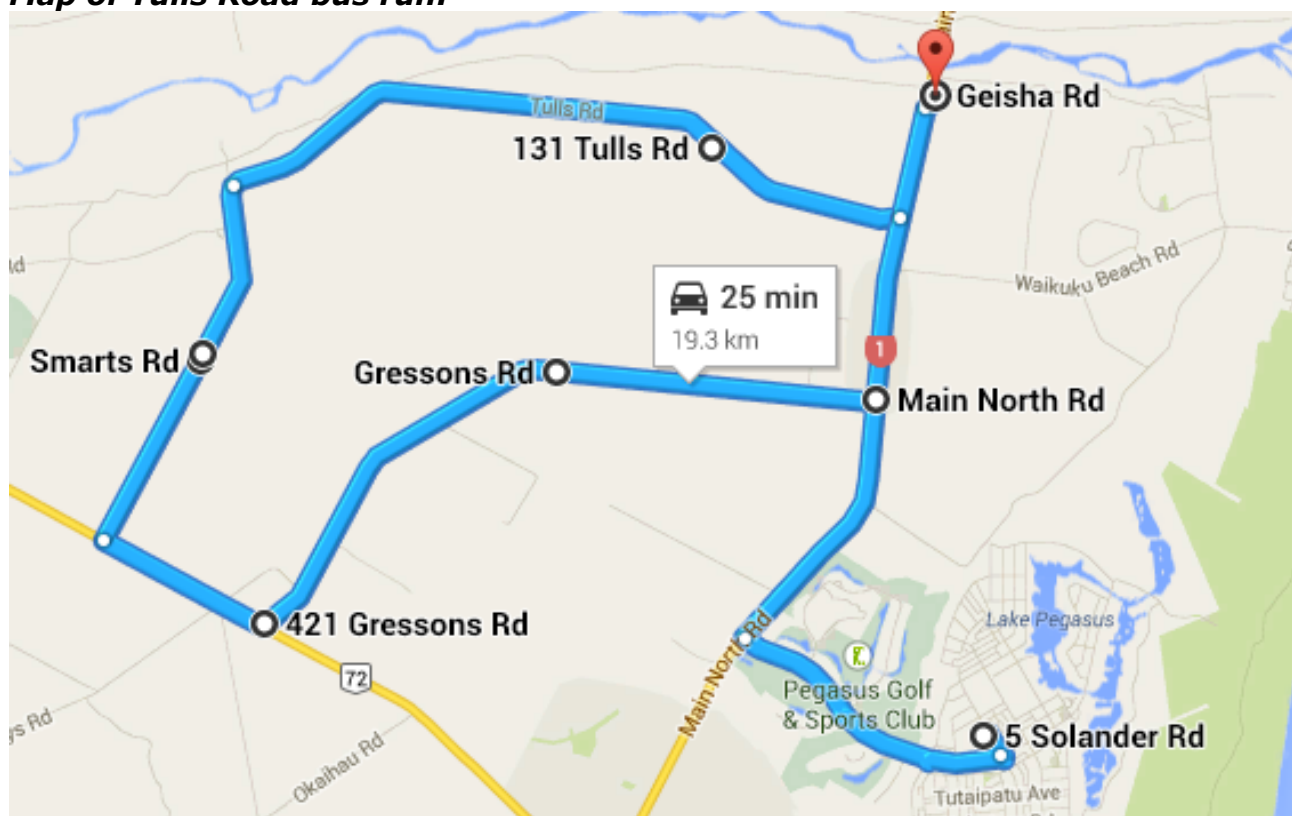 Map of Tulls Road bus run:
Geisha Rd
Tulls Rd
131 Tulls Rd
Waikuku Beach Rd
25 min
19.3 km
1
Smarts Rd
Gressons Rd
Main North Rd
421 Gressons Rd
72
Lake Pegasus
Main North Rd
Pegasus Golf
& Sports Club
5 Solander Rd
Okaihau Rd
Tutaipatu Ave